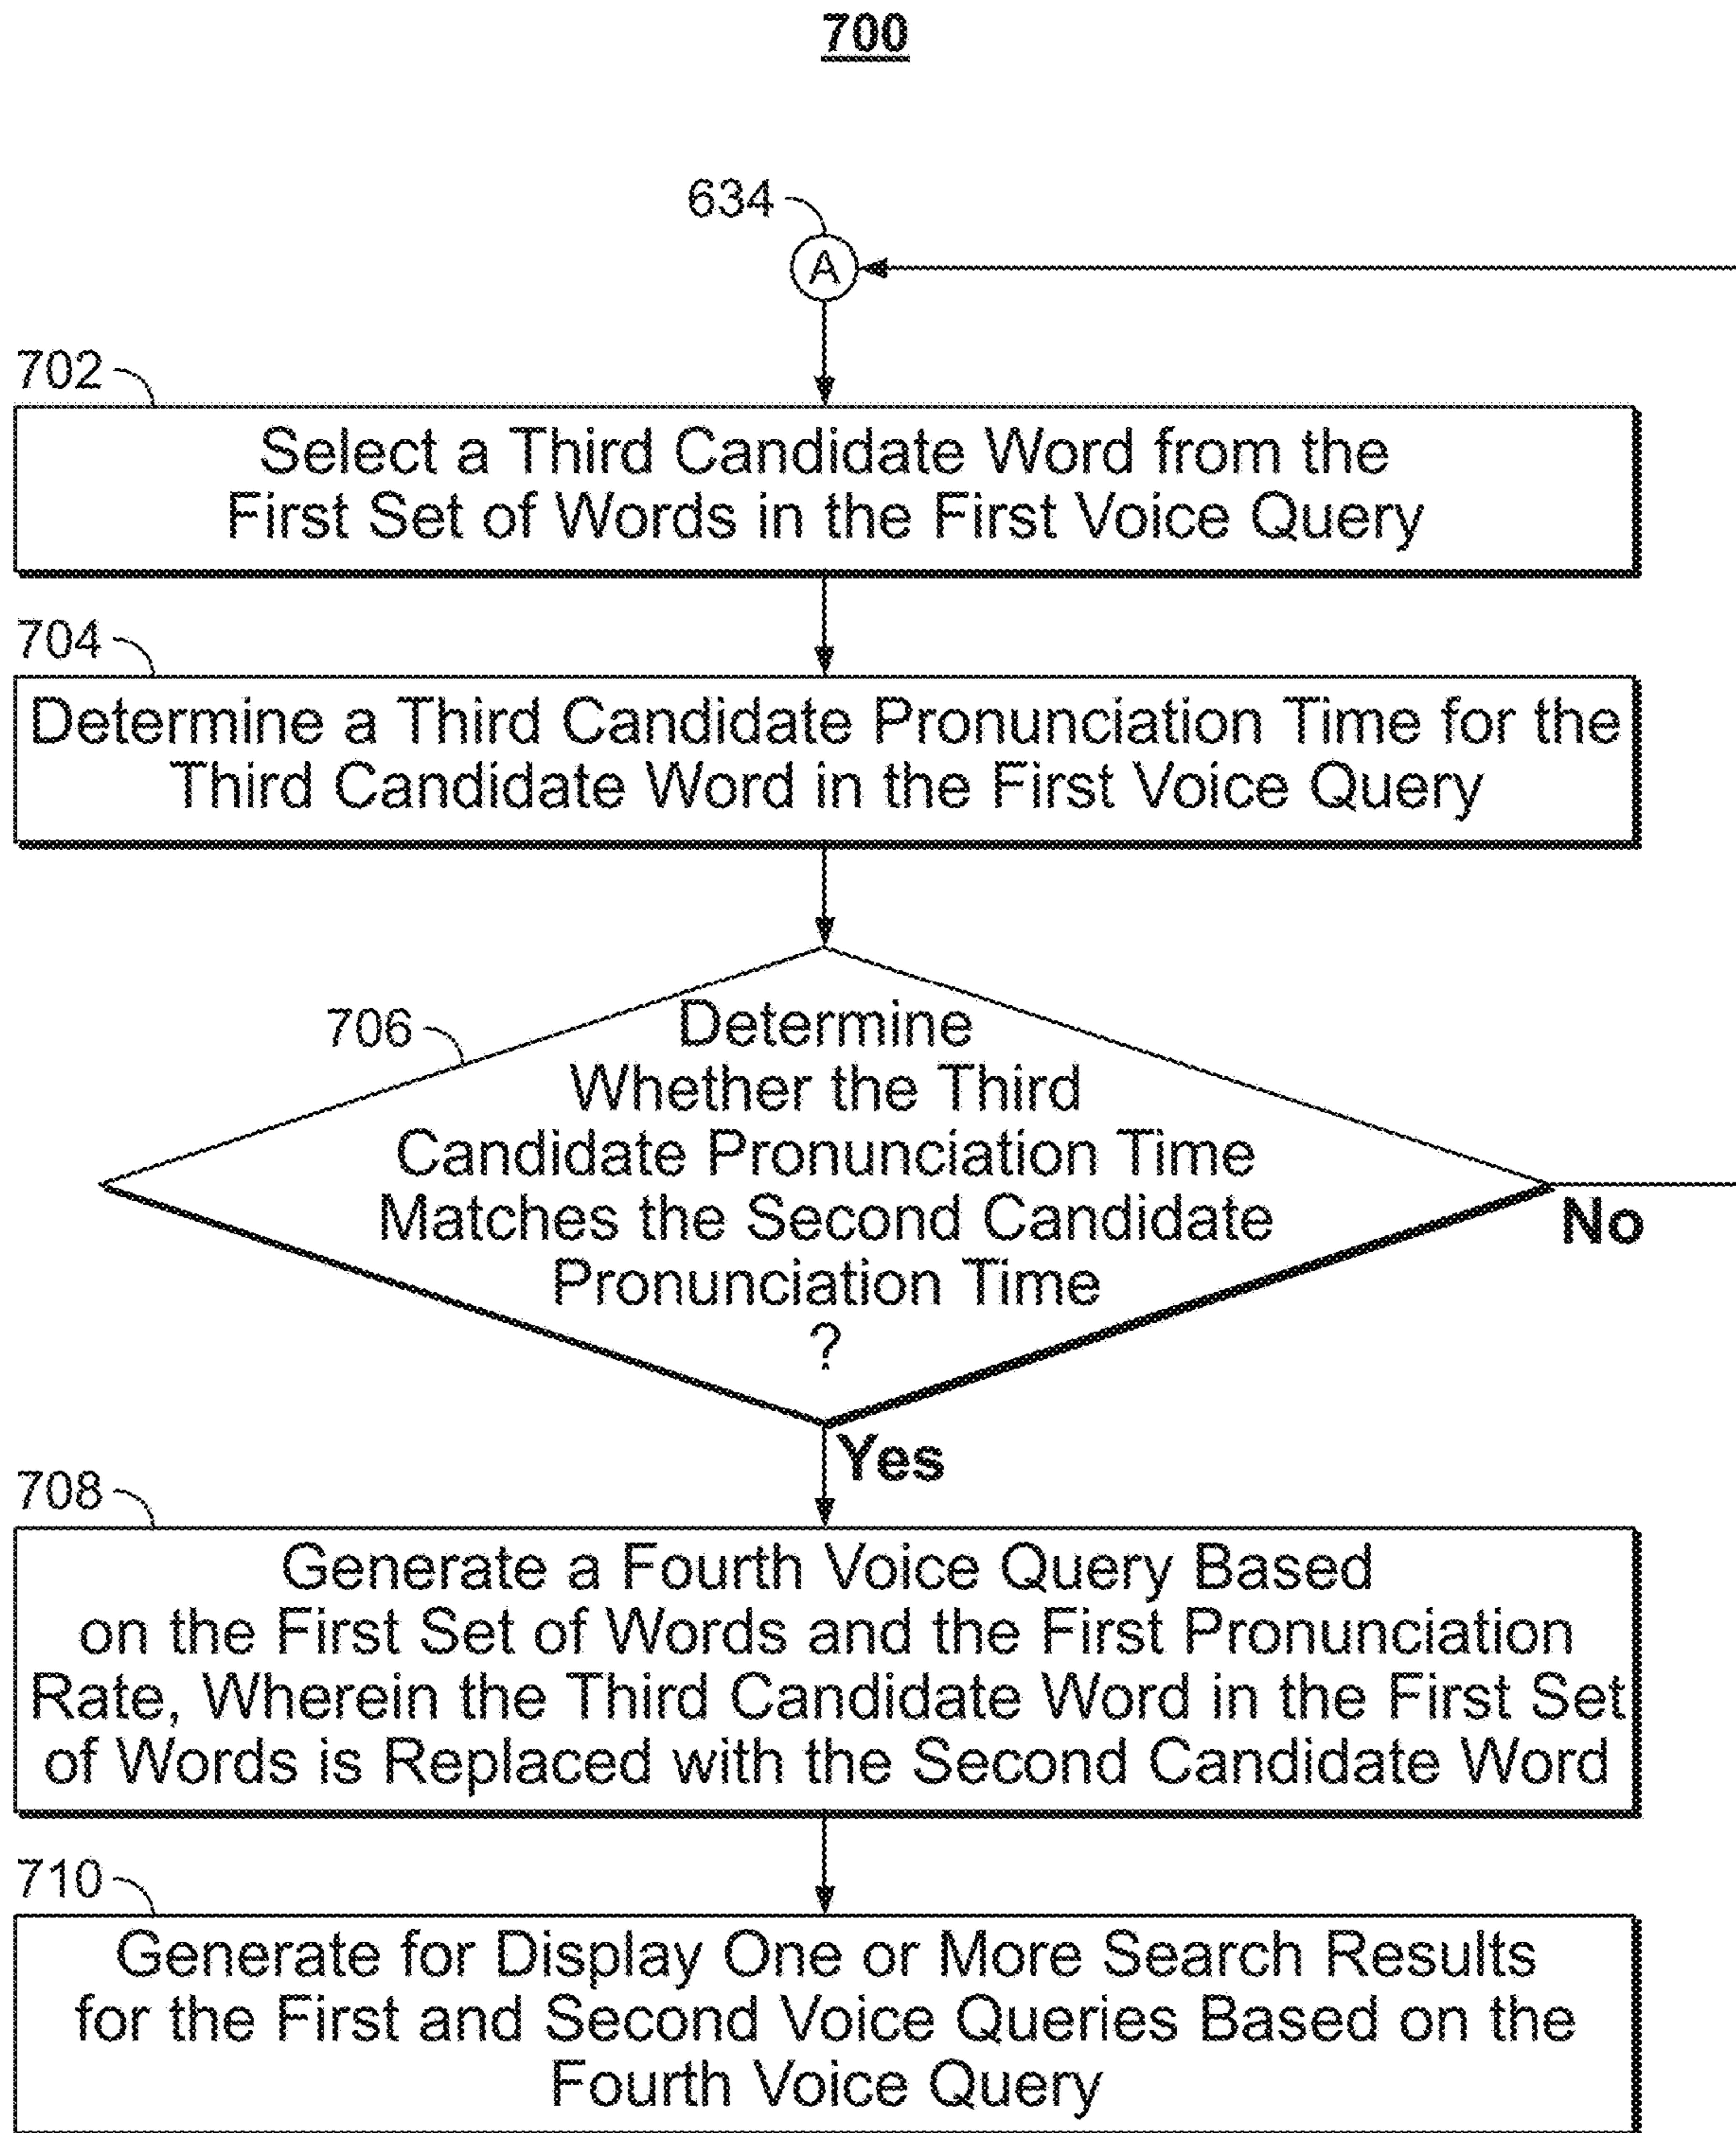 700
634
A
702
Select a Third Candidate Word from the
First Set of Words in the First Voice Query
704
Determine a Third Candidate Pronunciation Time for the
Third Candidate Word in the First Voice Query
706
Determine
Whether the Third
Candidate Pronunciation Time
Matches the Second Candidate
Pronunciation Time
?
No
Yes
708
Generate a Fourth Voice Query Based
on the First Set of Words and the First Pronunciation
Rate, Wherein the Third Candidate Word in the First Set
of Words is Replaced with the Second Candidate Word
710
Generate for Display One or More Search Results
for the First and Second Voice Queries Based on the
Fourth Voice Query